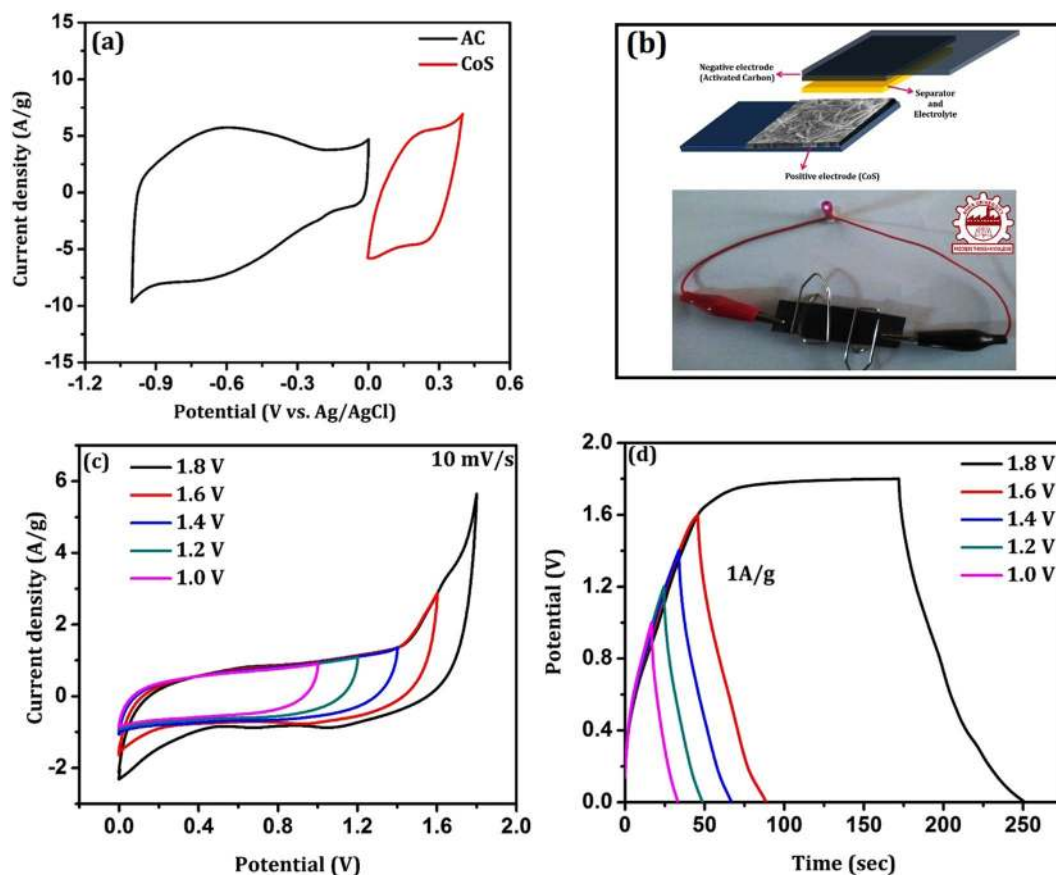 (a)
AC
CoS
15
10
5
0
-5
-10
-15
Current density (A/g)
-1.2 -0.9 -0.6 -0.3 0.0 0.3 0.6
Potential (V vs. Ag/AgCl)
(b)
Negative electrode
(Activated Carbon)
Separator
and
Electrolyte
Positive electrode (CoS)
(c)
10 mV/s
1.8 V
1.6 V
1.4 V
1.2 V
1.0 V
6
4
2
0
-2
Current density (A/g)
0.0 0.4 0.8 1.2 1.6 2.0
Potential (V)
(d)
1.8 V
1.6 V
1.4 V
1.2 V
1.0 V
1A/g
2.0
1.6
1.2
0.8
0.4
0.0
Potential (V)
0 50 100 150 200 250
Time (sec)